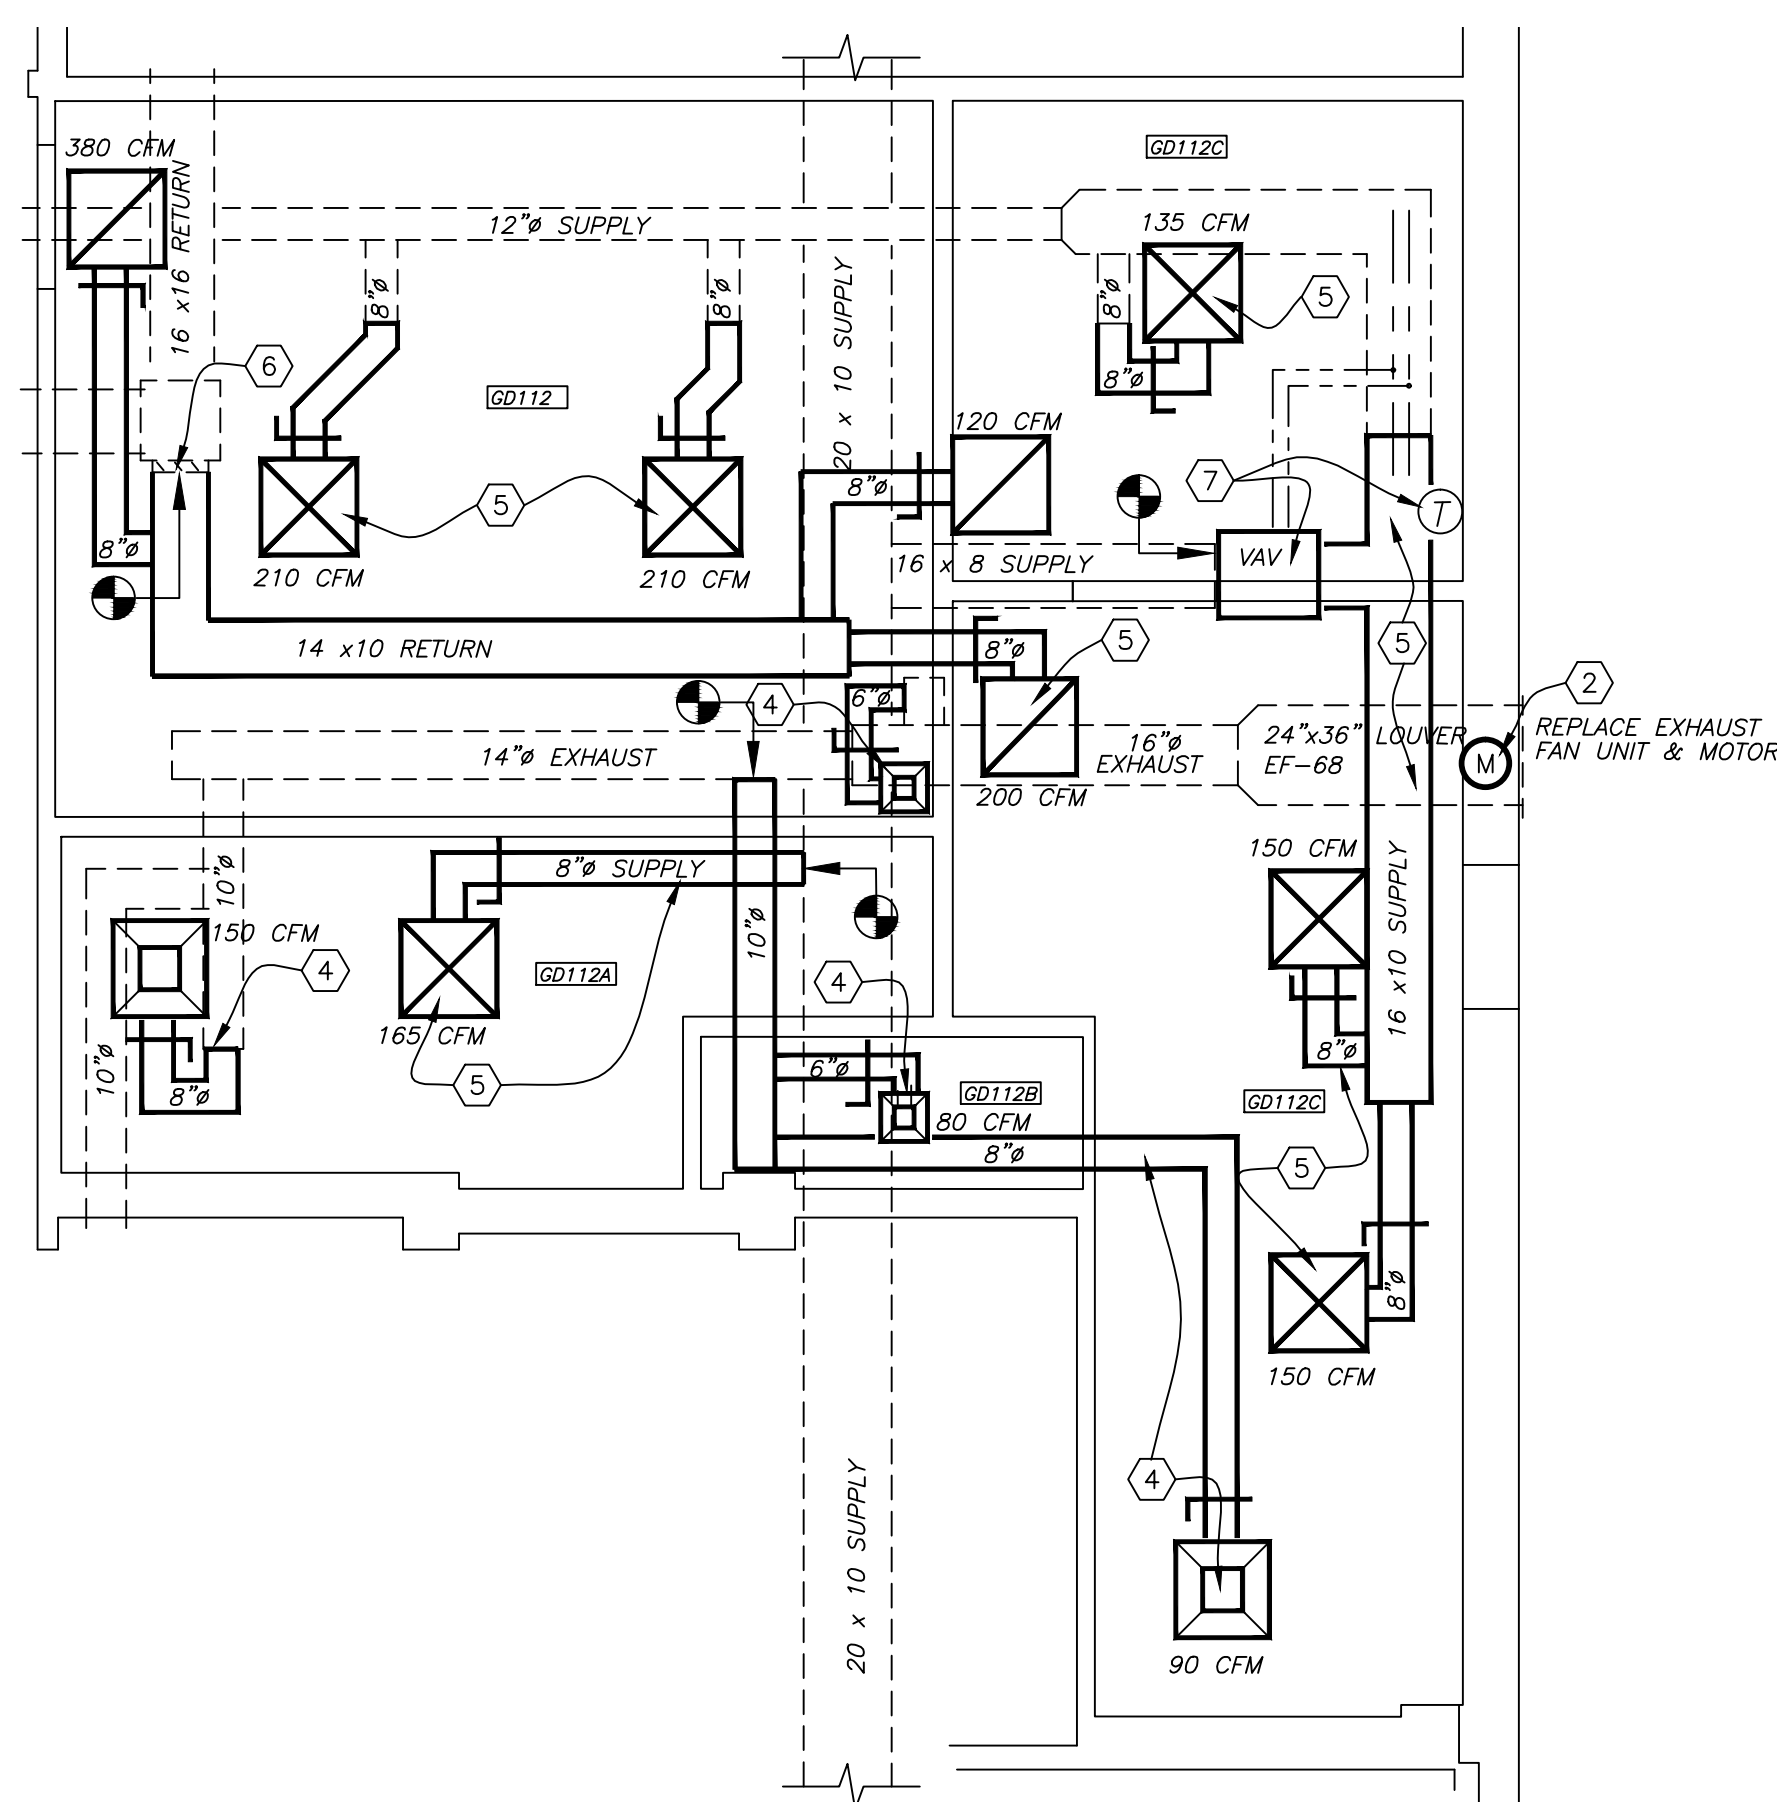 380 CFM
GD112C
16 x16 RETURN
12"ø SUPPLY
135 CFM
8"ø
8"ø
20 x 10 SUPPLY
8"ø
5
6
GD112
8"ø
120 CFM
5
8"ø
7
T
8"ø
210 CFM
210 CFM
16 x 8 SUPPLY
VAV
14 x10 RETURN
8"ø
5
5
2
6"ø
4
14"ø EXHAUST
16"ø
EXHAUST
24"x36" LOUVER
EF-68
M
REPLACE EXHAUST
FAN UNIT & MOTOR
200 CFM
150 CFM
8"ø SUPPLY
10"ø
10"ø
16 x10 SUPPLY
150 CFM
4
GD112A
4
165 CFM
10"ø
8"ø
5
6"ø
GD112B
80 CFM
8"ø
8"ø
GD112C
5
8"ø
150 CFM
4
20 x 10 SUPPLY
90 CFM